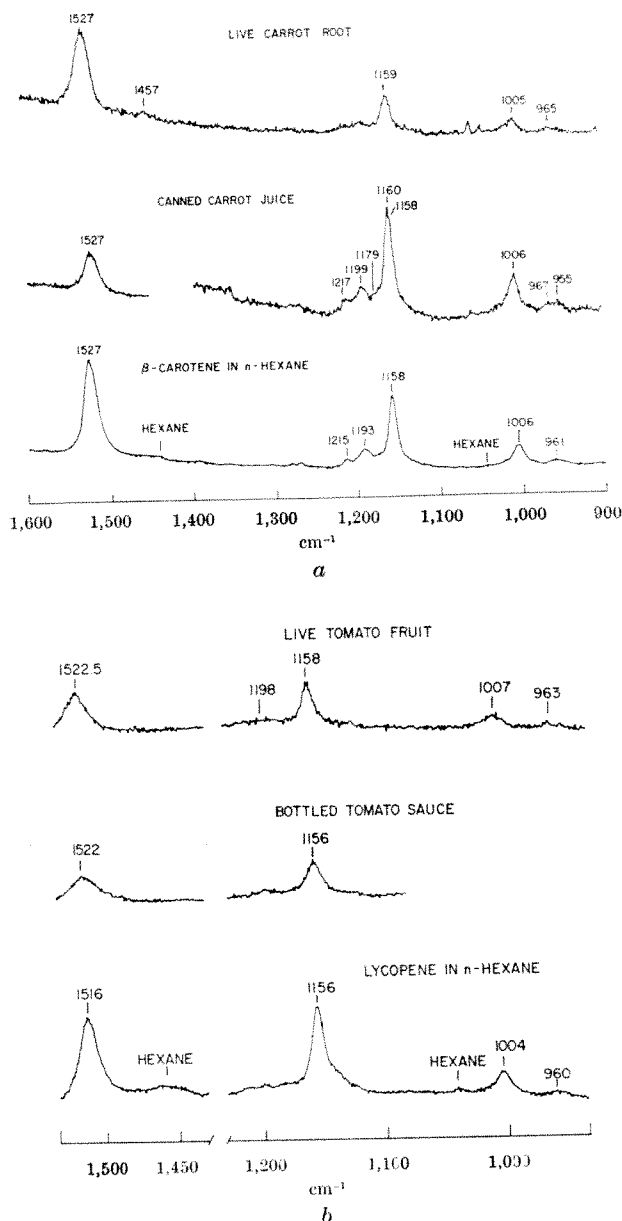 1527
LIVE CARROT ROOT
1457
1159
1005
965
CANNED CARROT JUICE
1527
1160
1158
1179
1199
1217
1006
967
955
β-CAROTENE IN n-HEXANE
1527
HEXANE
1215
1193
1158
HEXANE
1006
961
1,600 1,500 1,400 1,300 1,200 1,100 1,000 900
cm⁻¹
a
LIVE TOMATO FRUIT
1522.5
1198
1158
1007
963
BOTTLED TOMATO SAUCE
1522
1156
LYCOPENE IN n-HEXANE
1516
HEXANE
1156
HEXANE
1004
960
1,500 1,450 1,200 1,100 1,000
cm⁻¹
b